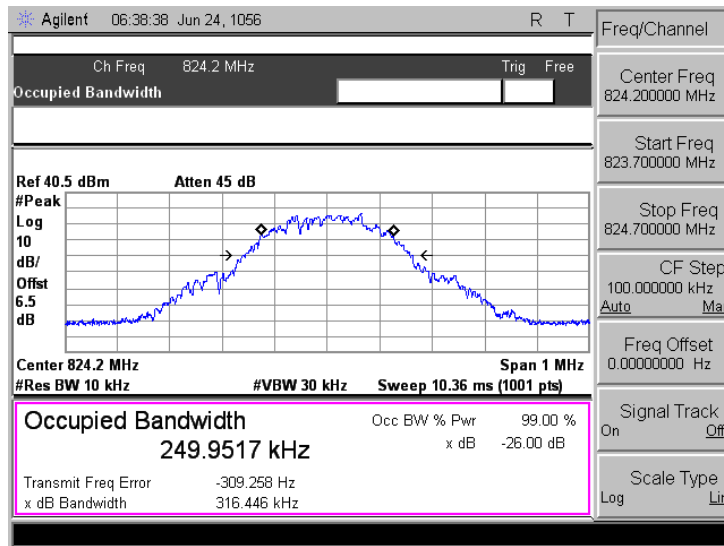 Agilent 06:38:38 Jun 24, 1056 R T
Ch Freq 824.2 MHz Trig Free
Occupied Bandwidth
Ref 40.5 dBm Atten 45 dB
#Peak
Log
10
dB/
Offst
6.5
dB
Center 824.2 MHz Span 1 MHz
#Res BW 10 kHz #VBW 30 kHz Sweep 10.36 ms (1001 pts)
Occupied Bandwidth
249.9517 kHz
Occ BW % Pwr 99.00 %
x dB -26.00 dB
Transmit Freq Error -309.258 Hz
x dB Bandwidth 316.446 kHz
Freq/Channel
Center Freq
824.200000 MHz
Start Freq
823.700000 MHz
Stop Freq
824.700000 MHz
CF Step
100.000000 kHz
Auto Ma
Freq Offset
0.00000000 Hz
Signal Track
On Off
Scale Type
Log Lin